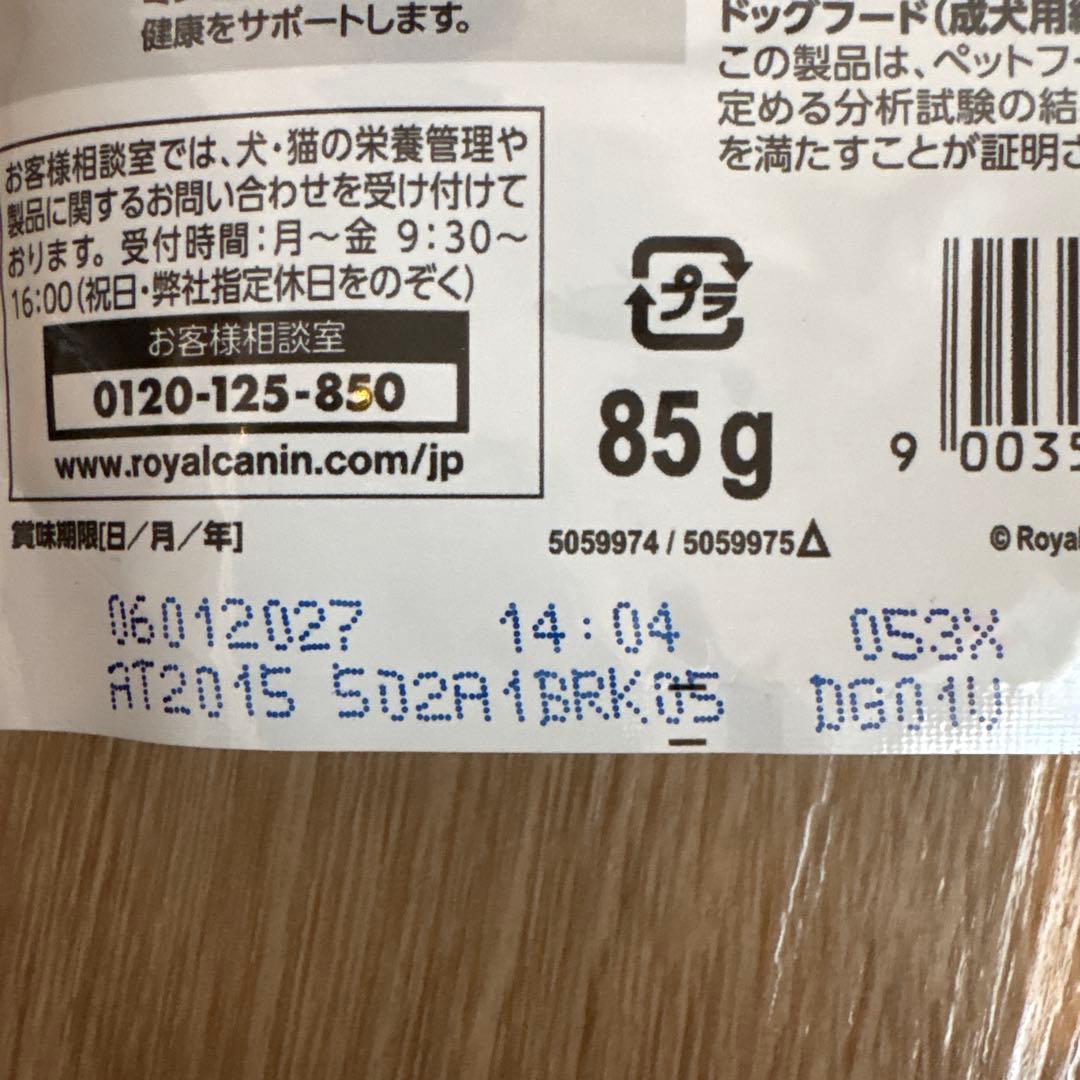 健康をサポートします。
ドッグフード(成犬用
この製品は、ペットフー
定める分析試験の結
を満たすことが証明さ
お客様相談室では、犬・猫の栄養管理や
製品に関するお問い合わせを受け付けて
おります。受付時間:月〜金 9:30〜
16:00(祝日・弊社指定休日をのぞく)
お客様相談室
0120-125-850
www.royalcanin.com/jp
プラ
85g
9 0035
賞味期限[日/月/年]
5059974 / 5059975
© Royal
06012027 14:04 053X
AT2015 502A1BRK05 DG01V